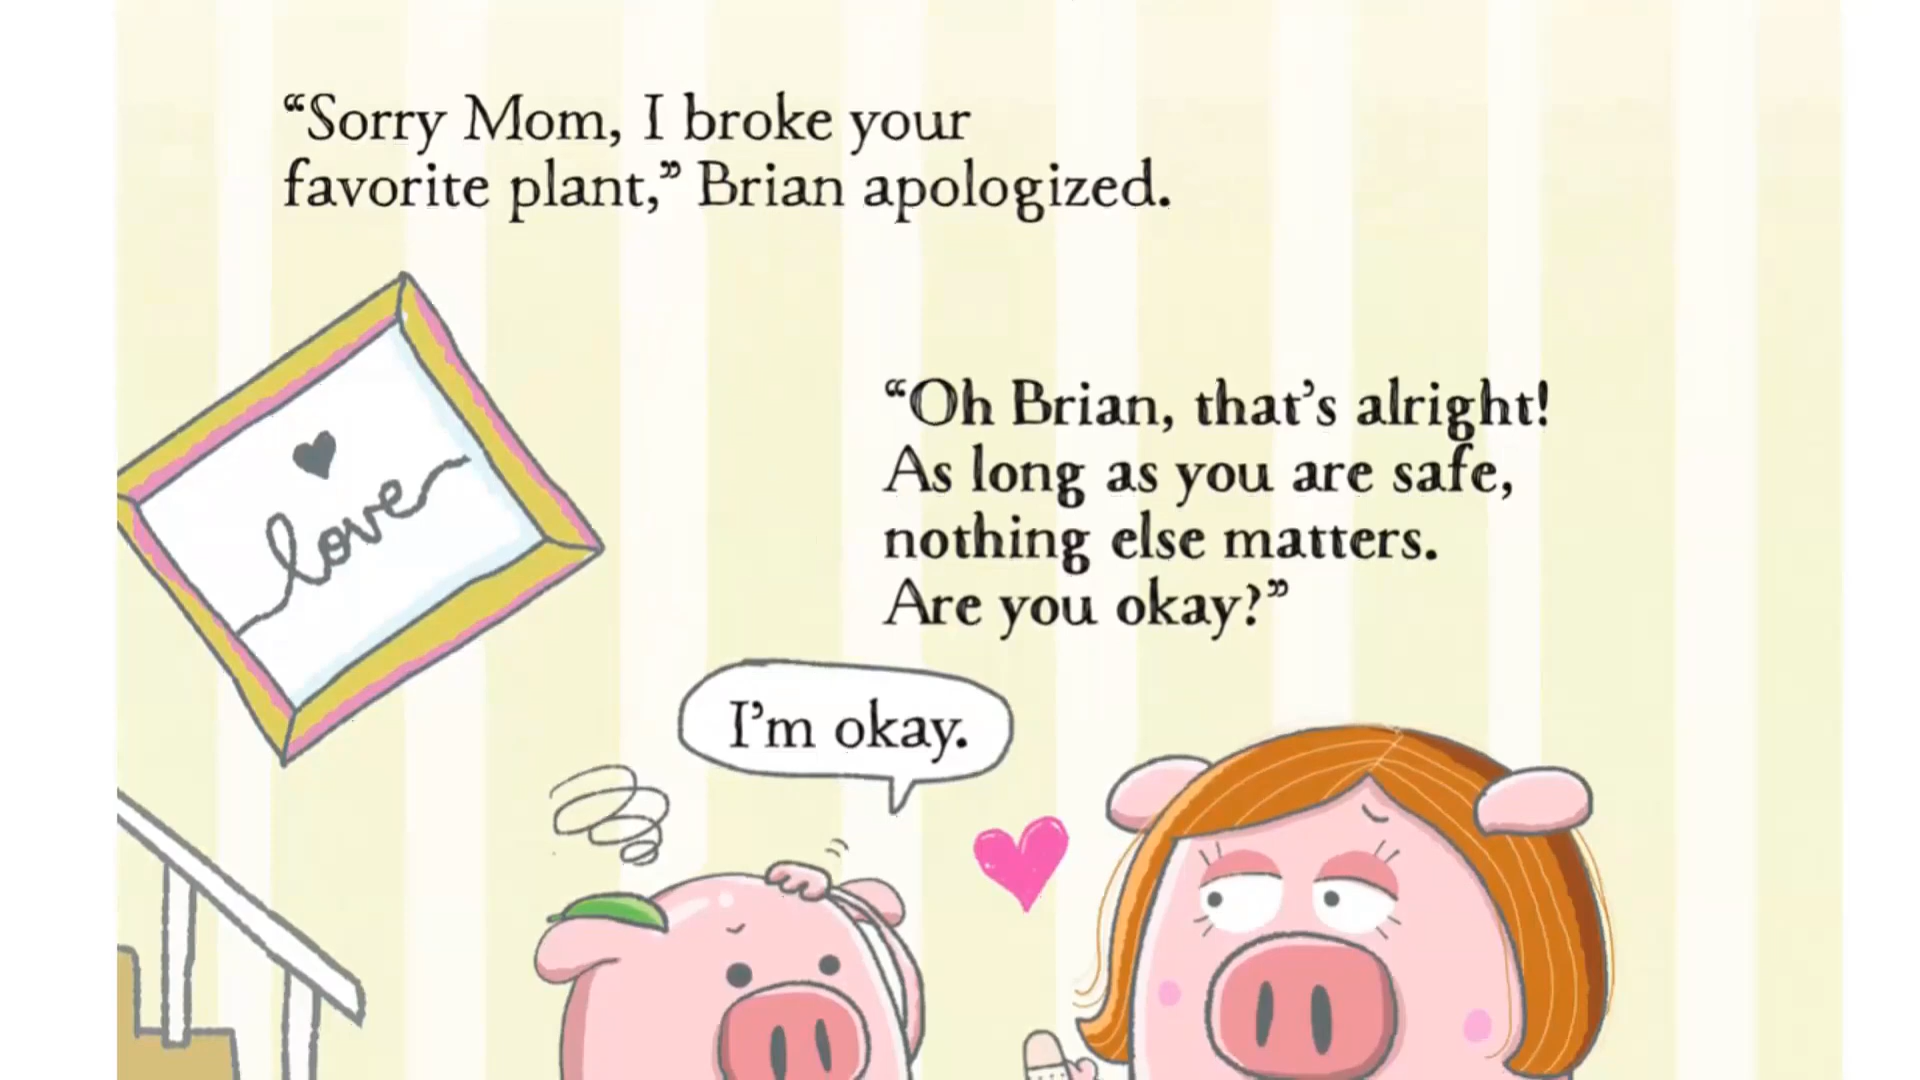 “Sorry Mom, I broke your
favorite plant,” Brian apologized.
love
“Oh Brian, that’s alright!
As long as you are safe,
nothing else matters.
Are you okay?”
I’m okay.